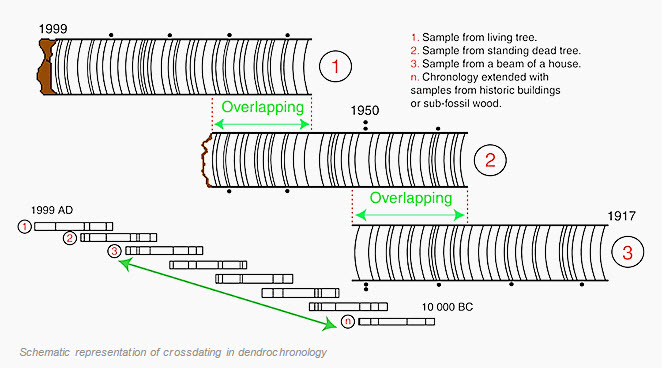 1999
1. Sample from living tree.
2. Sample from standing dead tree.
3. Sample from a beam of a house.
n. Chronology extended with
samples from historic buildings
or sub-fossil wood.
1
Overlapping
1950
2
Overlapping
1917
3
1999 AD
1
2
3
10 000 BC
n
Schematic representation of crossdating in dendrochronology